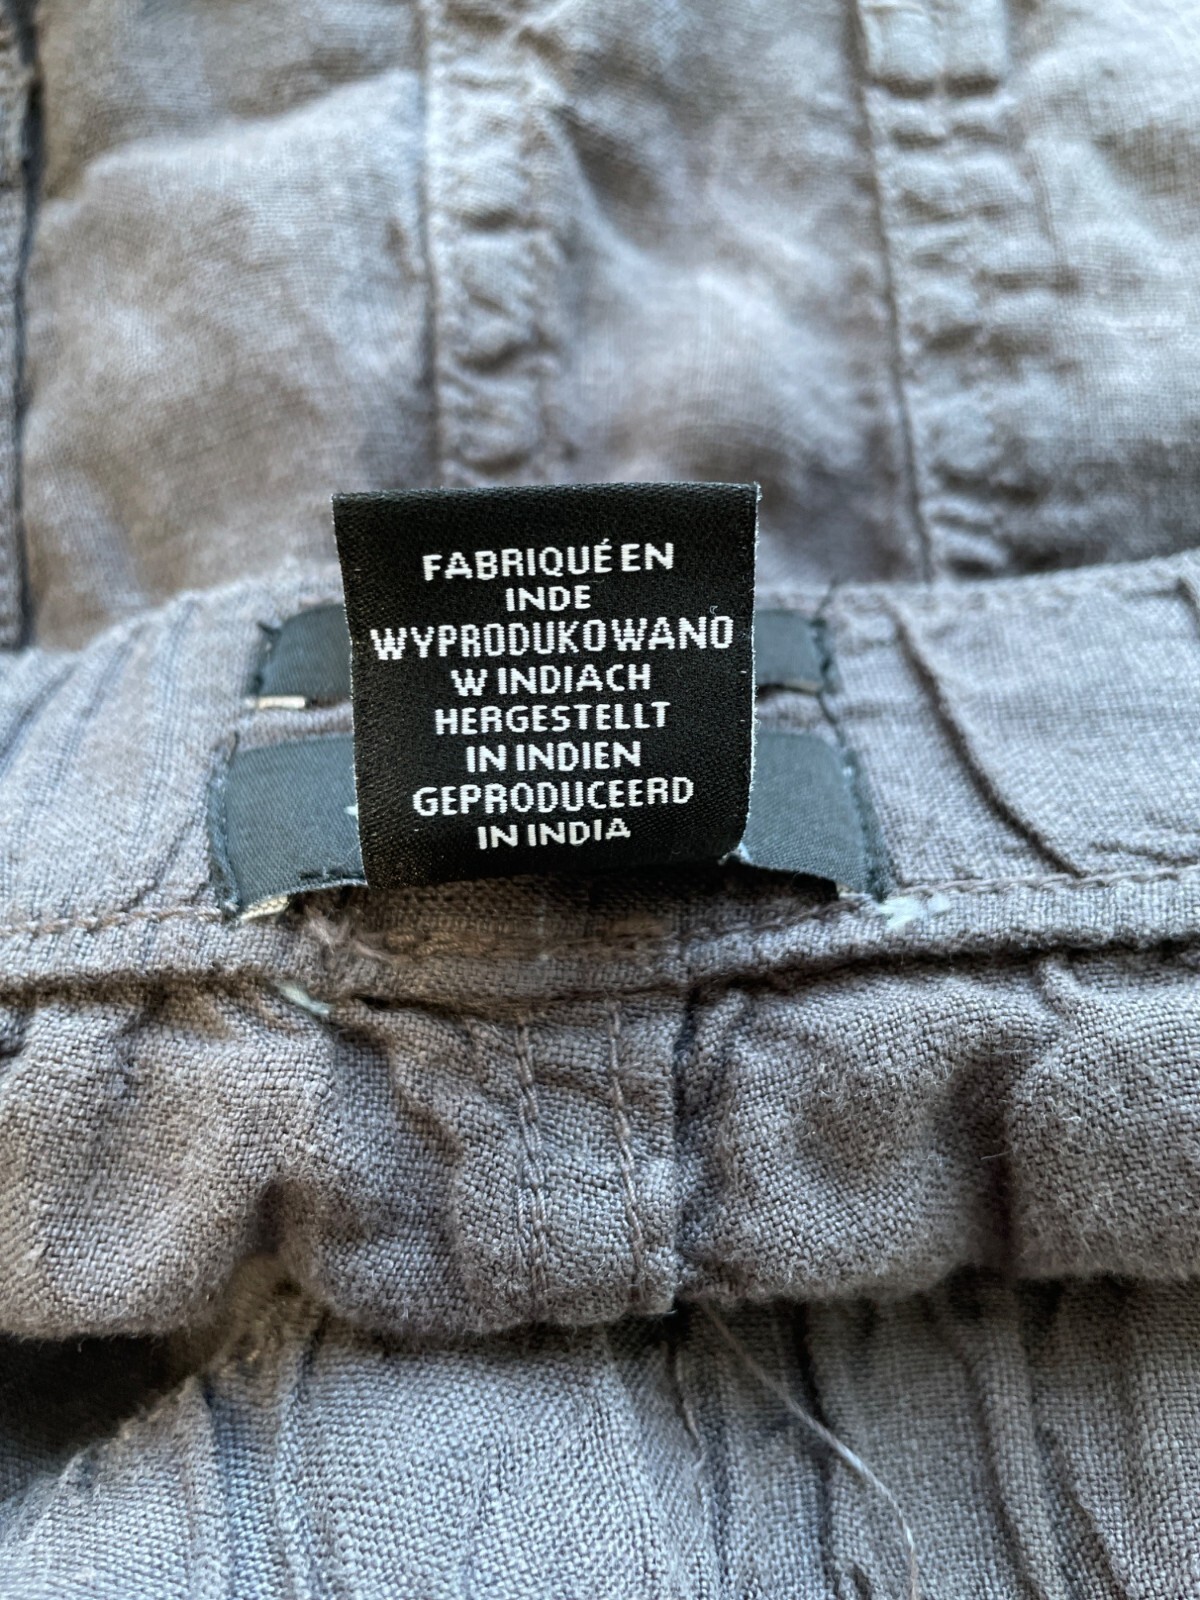 FABRIQUÉ EN
INDE
WYPRODUKOWANO
W INDIACH
HERGESTELLT
IN INDIEN
GEPRODUCEERD
IN INDIA